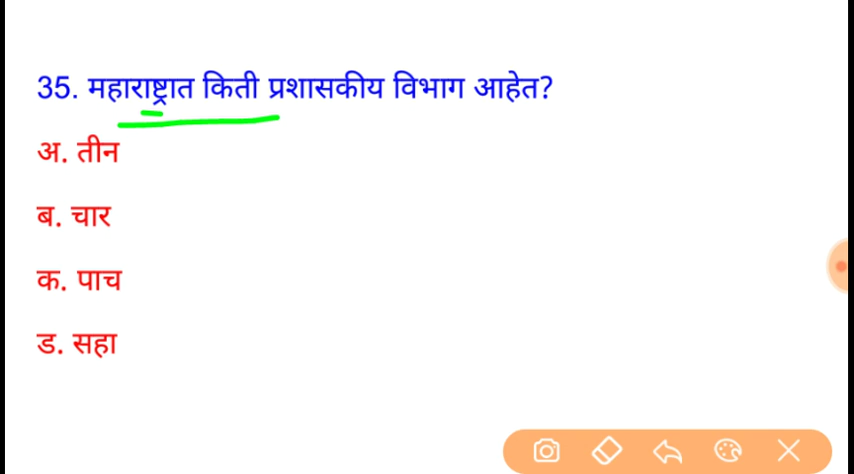 35. महाराष्ट्रात किती प्रशासकीय विभाग आहेत?
अ. तीन
ब. चार
क. पाच
ड. सहा